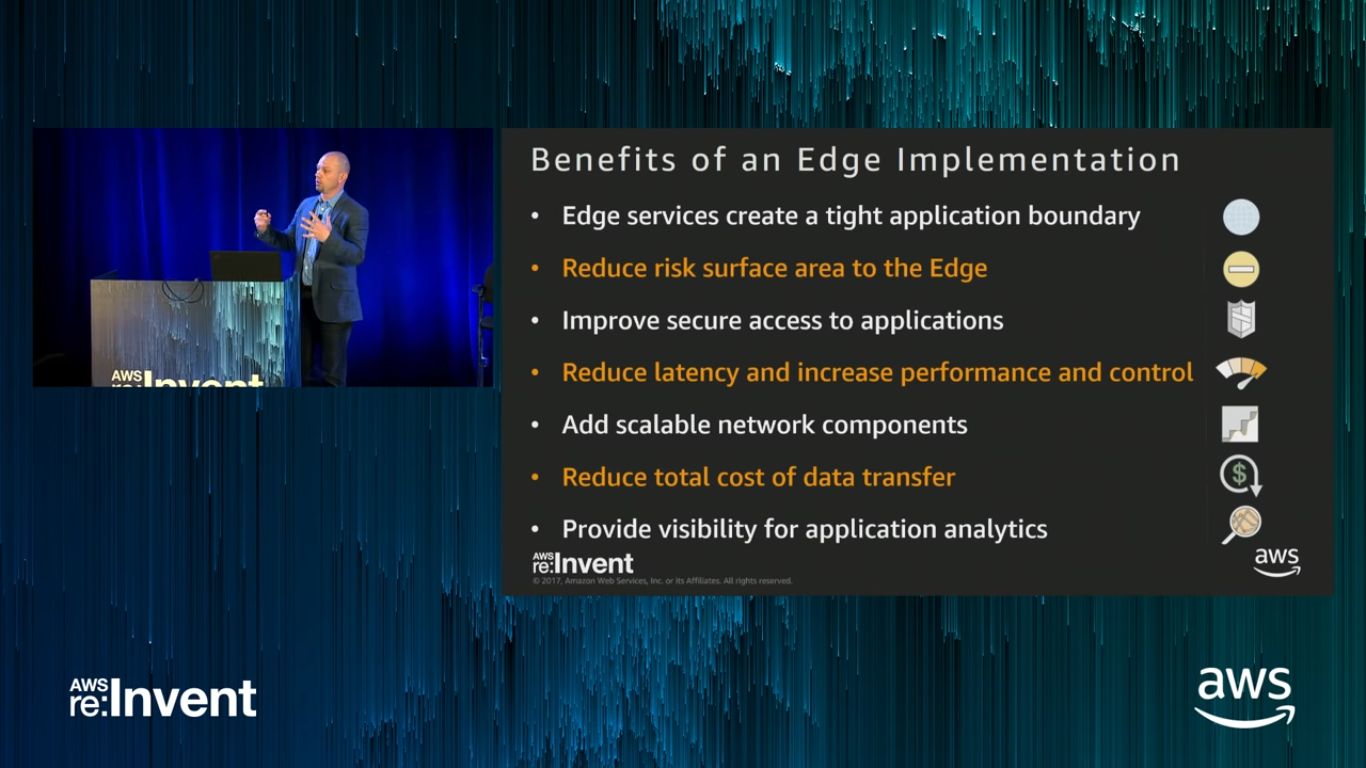 Benefits of an Edge Implementation
• Edge services create a tight application boundary
• Reduce risk surface area to the Edge
• Improve secure access to applications
• Reduce latency and increase performance and control
• Add scalable network components
$
• Reduce total cost of data transfer
• Provide visibility for application analytics
AWS
re:Invent
© 2017, Amazon Web Services, Inc. or its Affiliates. All rights reserved.
aws
AWS
re:Invent
AWS
re:Invent
aws